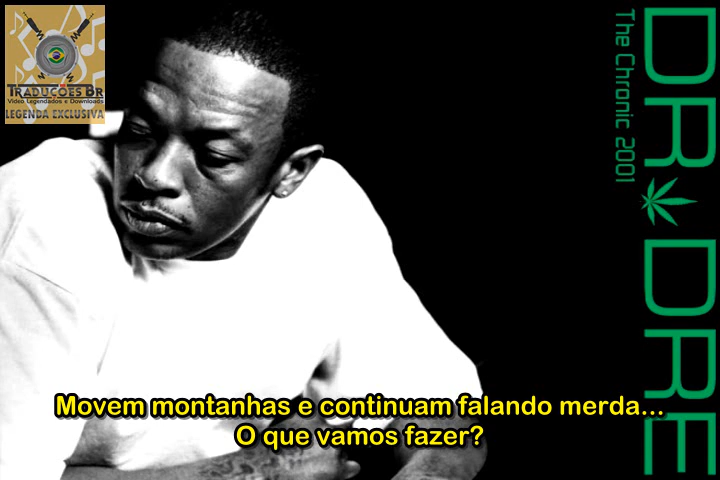 TRADUÇÕES BR
Vídeo Legendados e Downloads
LEGENDA EXCLUSIVA
DR DRE
The Chronic 2001
Movem montanhas e continuam falando merda...
O que vamos fazer?